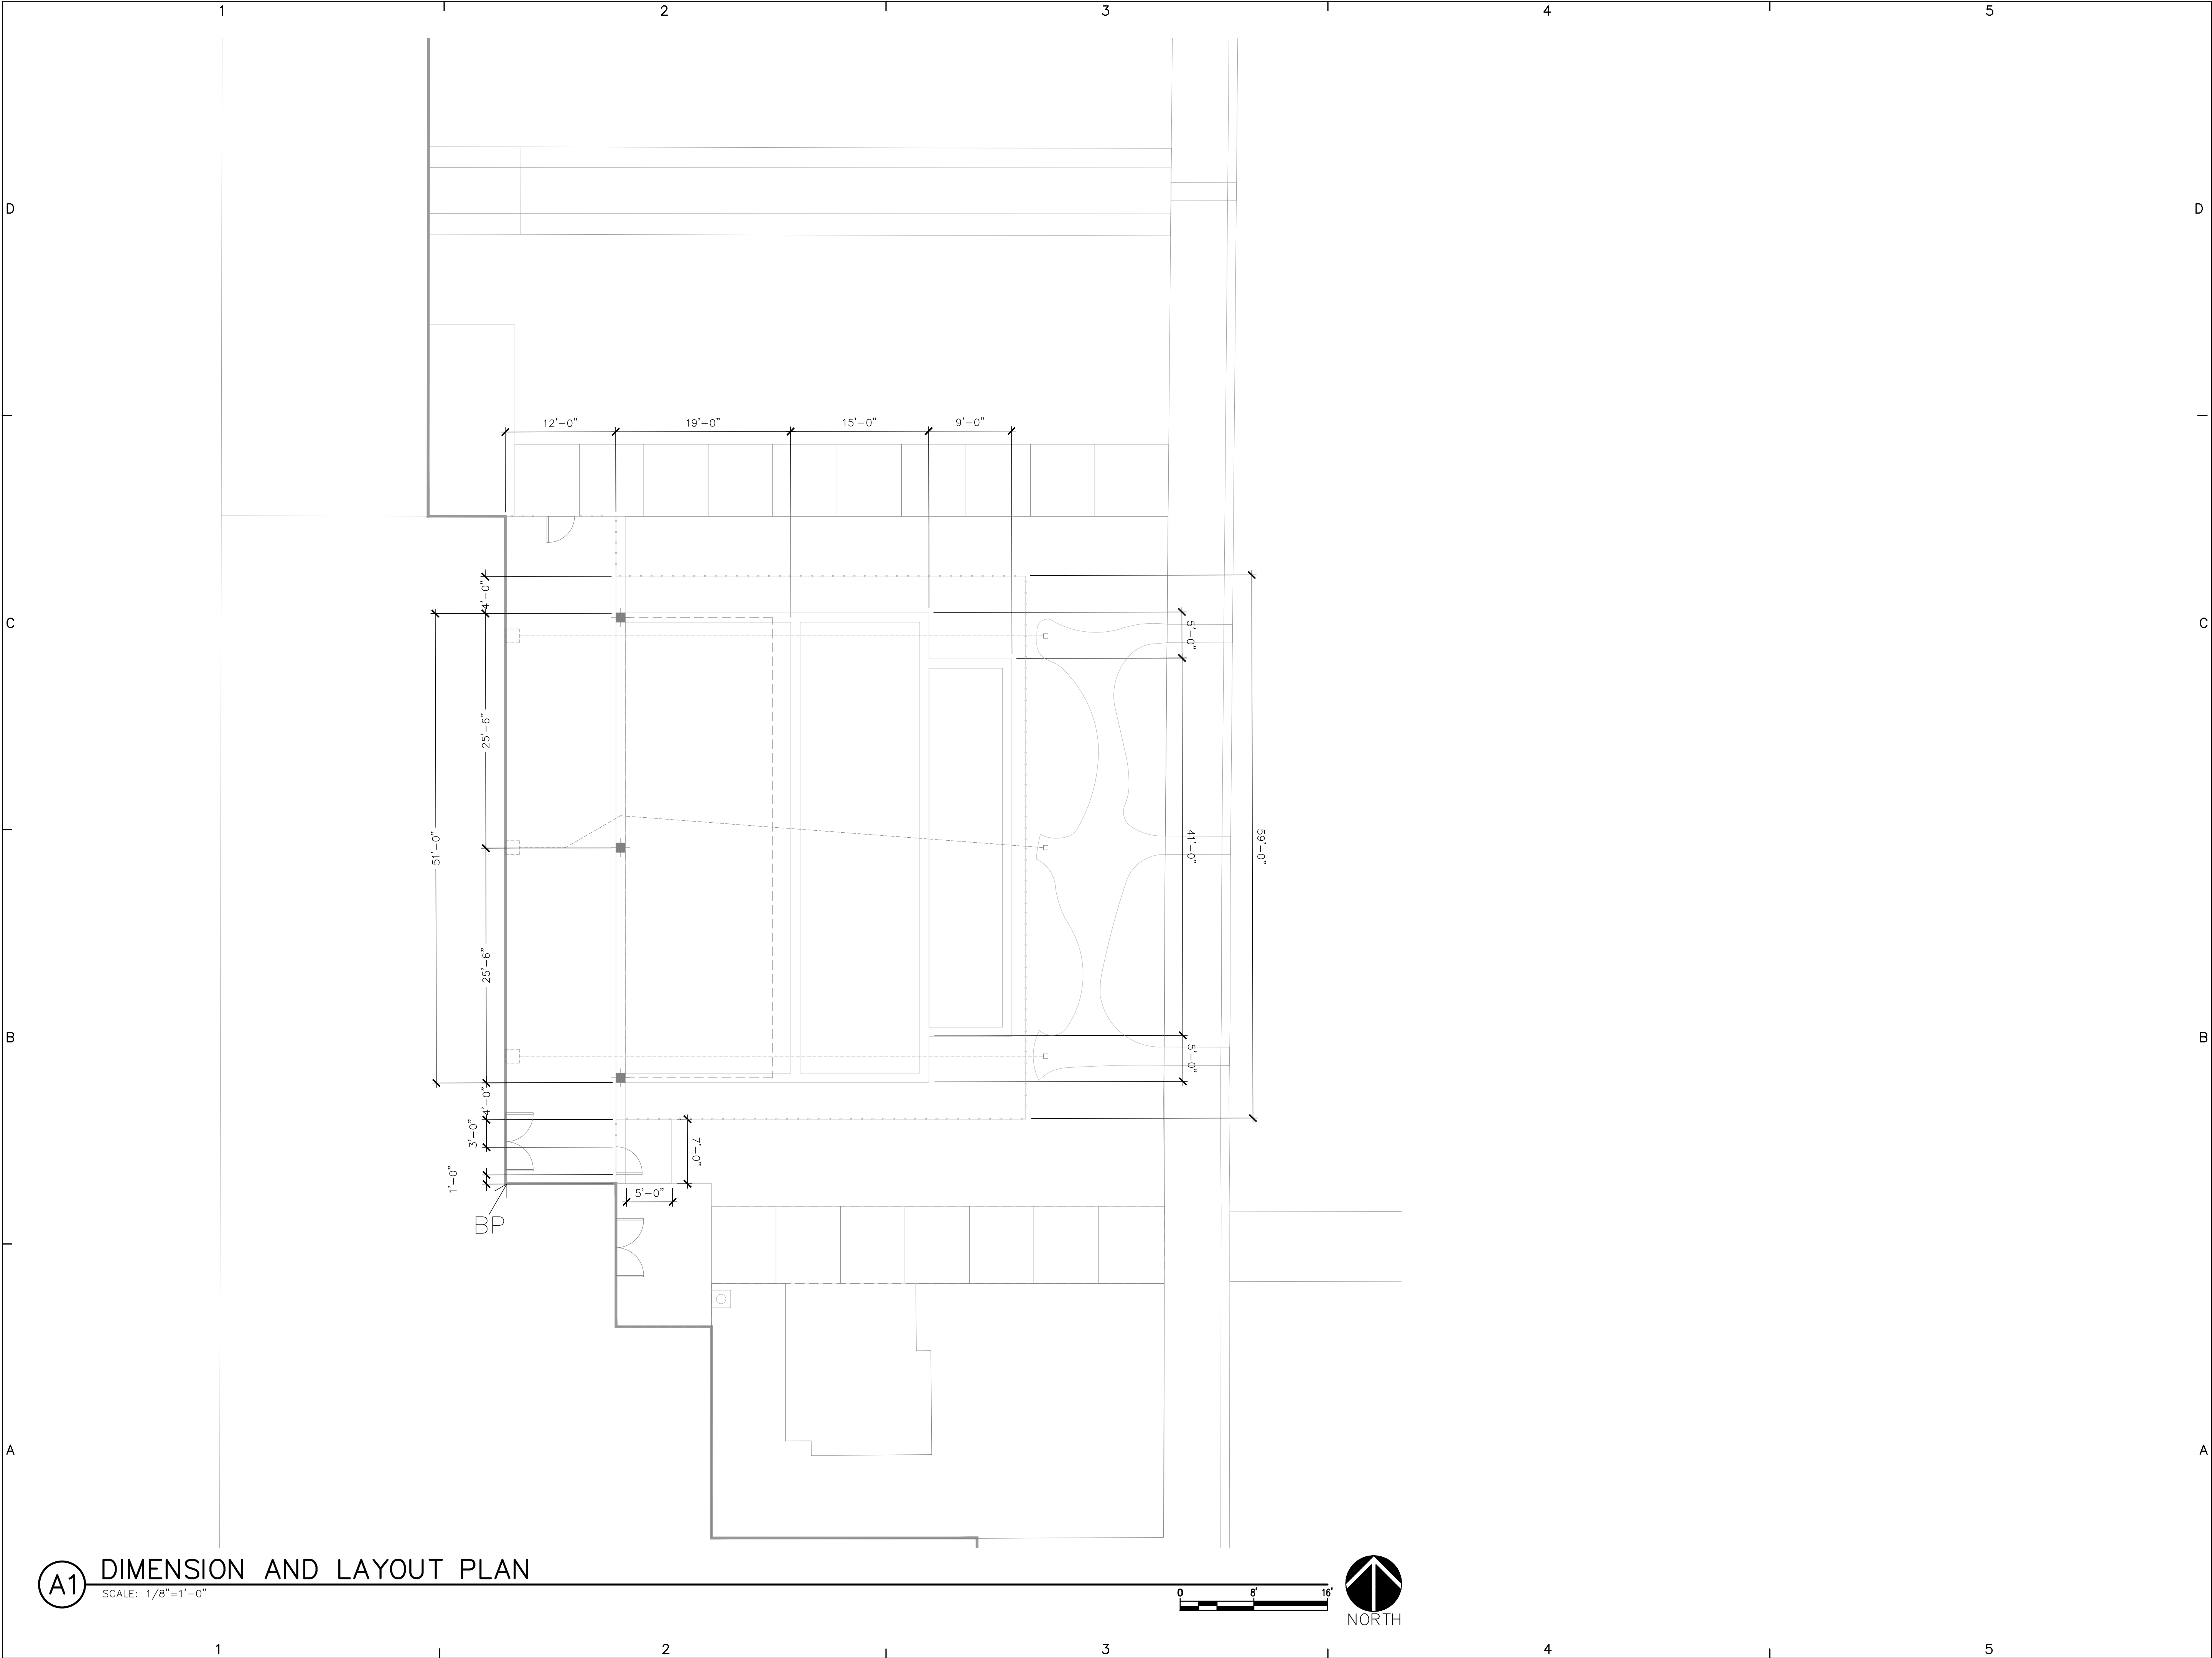 1 2 3 4 5
D D
12'-0" 19'-0" 15'-0" 9'-0"
4'-0"
C C
5'-0"
25'-6"
51'-0"
41'-0"
59'-0"
25'-6"
B B
5'-0"
4'-0"
3'-0"
7'-0"
1'-0"
5'-0"
BP
A A
A1 DIMENSION AND LAYOUT PLAN
SCALE: 1/8"=1'-0"
0 8' 16'
NORTH
1 2 3 4 5